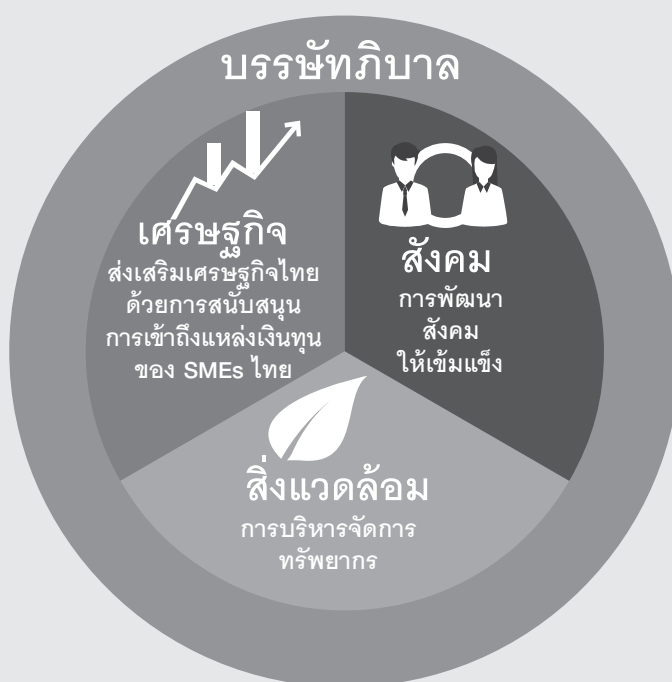 บรรษัทภิบาล
เศรษฐกิจ
ส่งเสริมเศรษฐกิจไทย
ด้วยการสนับสนุน
การเข้าถึงแหล่งเงินทุน
ของ SMEs ไทย
สังคม
การพัฒนา
สังคม
ให้เข้มแข็ง
สิ่งแวดล้อม
การบริหารจัดการ
ทรัพยากร